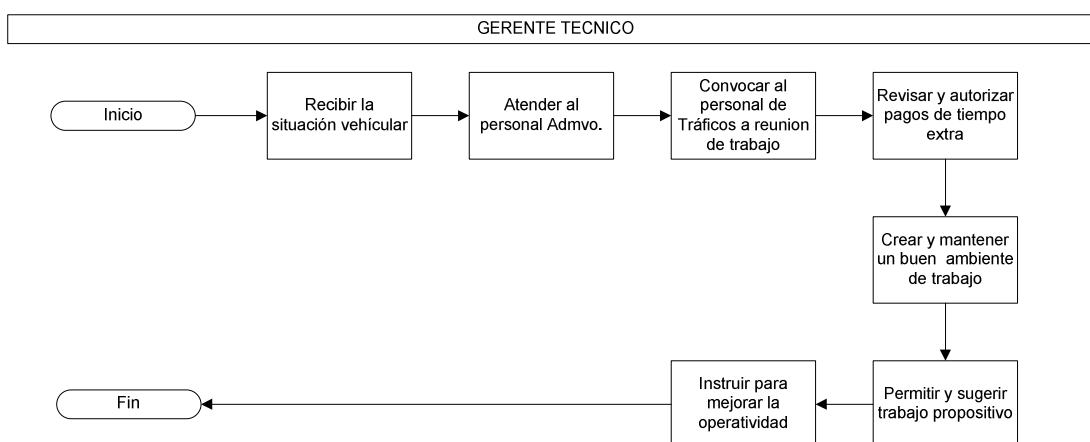 GERENTE TECNICO
Inicio
Recibir la
situación vehícular
Atender al
personal Admvo.
Convocar al
personal de
Tráficos a reunion
de trabajo
Revisar y autorizar
pagos de tiempo
extra
Crear y mantener
un buen ambiente
de trabajo
Permitir y sugerir
trabajo propositivo
Instruir para
mejorar la
operatividad
Fin